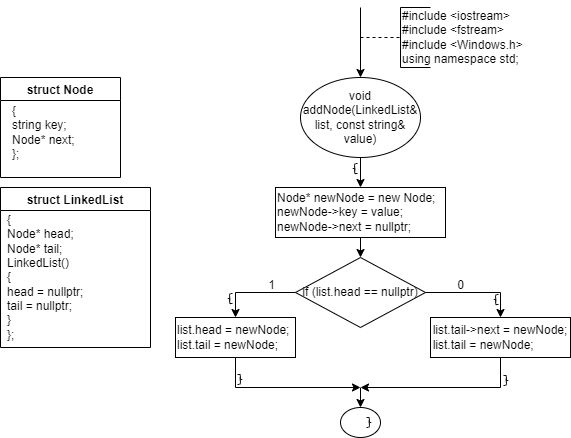 #include <iostream>
#include <fstream>
#include <Windows.h>
using namespace std;
struct Node
{
string key;
Node* next;
};
struct LinkedList
{
Node* head;
Node* tail;
LinkedList()
{
head = nullptr;
tail = nullptr;
}
};
void
addNode(LinkedList&
list, const string&
value)
{
Node* newNode = new Node;
newNode->key = value;
newNode->next = nullptr;
if (list.head == nullptr)
1
{
list.head = newNode;
list.tail = newNode;
}
0
{
list.tail->next = newNode;
list.tail = newNode;
}
}